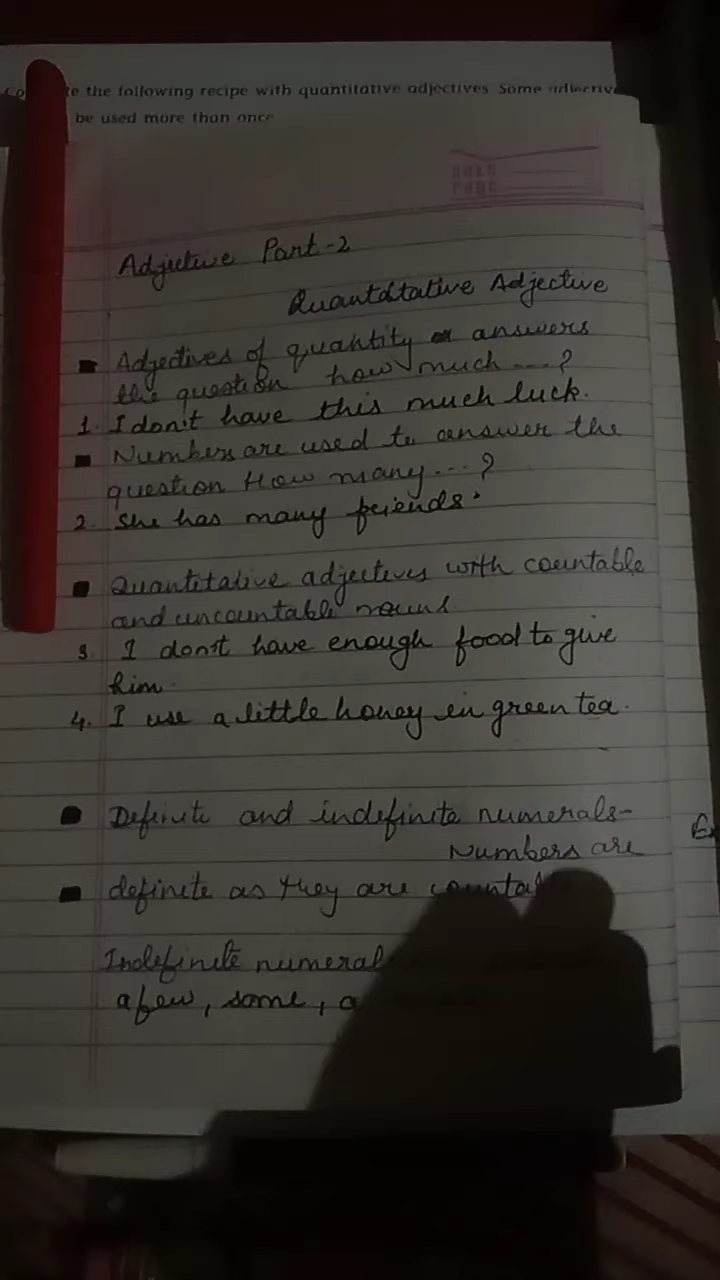 te the following recipe with quantitative adjectives Some
be used more than once
DATE
PAGE
Adjective Part-2
Quantitative Adjective
Adjectives of quantity answers
the question how much ...?
1. I don't have this much luck.
Numbers are used to answer the
question How many ...?
2. She has many friends.
Quantitative adjectives with countable
and uncountable nouns
3. I don't have enough food to give
him.
4. I use a little honey in green tea.
Definite and indefinite numerals-
Numbers are
definite as they are
Indefinite
a few, some,